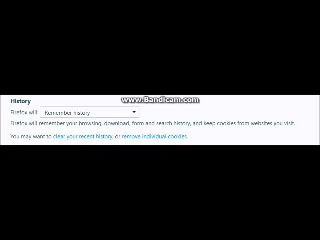 www.Bandicam.com
History
Firefox will: Remember history
Firefox will remember your browsing, download, form and search history, and keep cookies from websites you visit.
You may want to clear your recent history, or remove individual cookies.